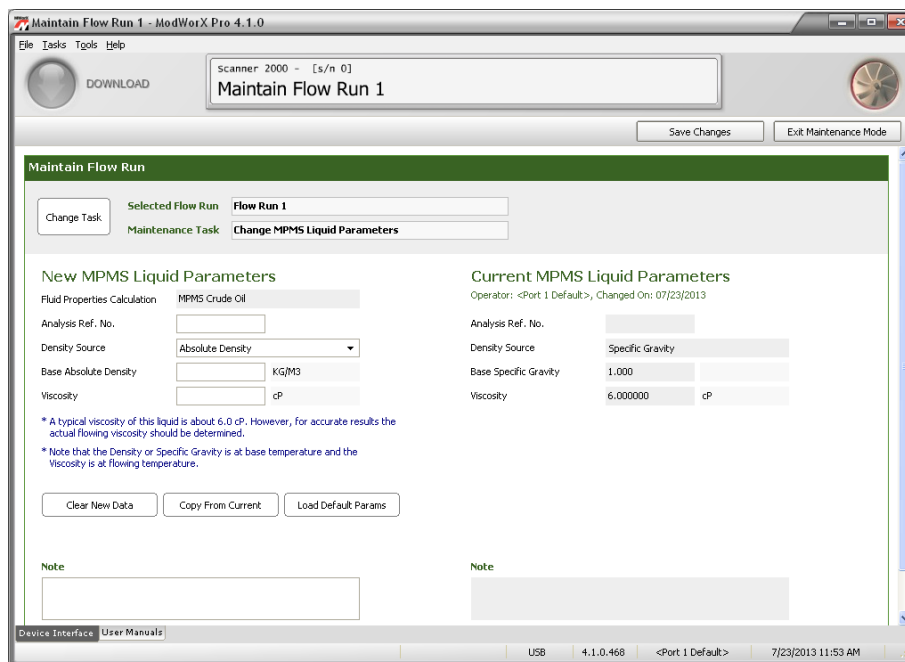 Maintain Flow Run 1 - ModWorX Pro 4.1.0
File Tasks Tools Help
DOWNLOAD
Scanner 2000 - [s/n 0]
Maintain Flow Run 1
Save Changes
Exit Maintenance Mode
Maintain Flow Run
Change Task
Selected Flow Run Flow Run 1
Maintenance Task Change MPMS Liquid Parameters
New MPMS Liquid Parameters
Fluid Properties Calculation MPMS Crude Oil
Analysis Ref. No.
Density Source Absolute Density
Base Absolute Density KG/M3
Viscosity cP
* A typical viscosity of this liquid is about 6.0 cP. However, for accurate results the
actual flowing viscosity should be determined.
* Note that the Density or Specific Gravity is at base temperature and the
Viscosity is at flowing temperature.
Clear New Data
Copy From Current
Load Default Params
Note
Current MPMS Liquid Parameters
Operator: <Port 1 Default>, Changed On: 07/23/2013
Analysis Ref. No.
Density Source Specific Gravity
Base Specific Gravity 1.000
Viscosity 6.000000 cP
Note
Device Interface User Manuals
USB 4.1.0.468 <Port 1 Default> 7/23/2013 11:53 AM